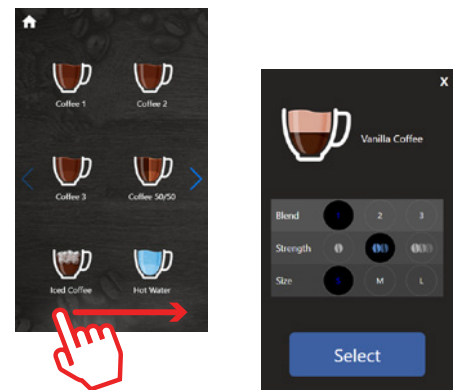 Coffee 1 Coffee 2
Coffee 3 Coffee 50/50
Iced Coffee Hot Water
X
Vanilla Coffee
Blend 1 2 3
Strength
Size S M L
Select